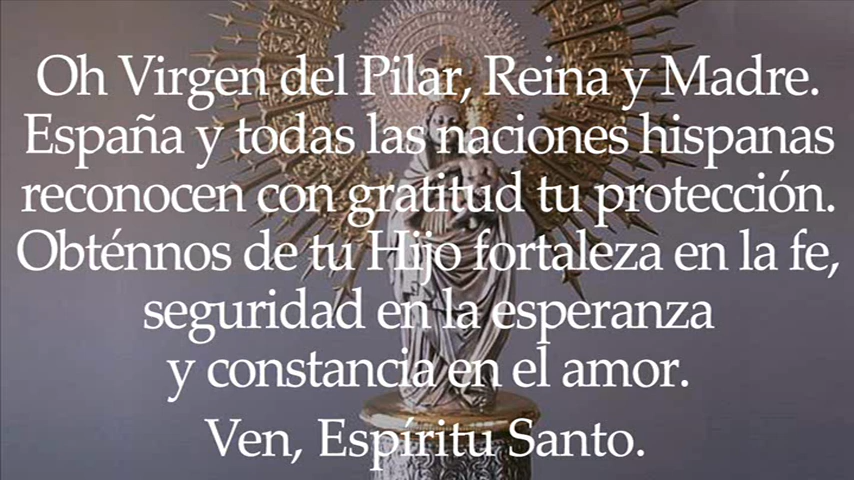 Oh Virgen del Pilar, Reina y Madre.
España y todas las naciones hispanas
reconocen con gratitud tu protección.
Obténnos de tu Hijo fortaleza en la fe,
seguridad en la esperanza
y constancia en el amor.
Ven, Espíritu Santo.